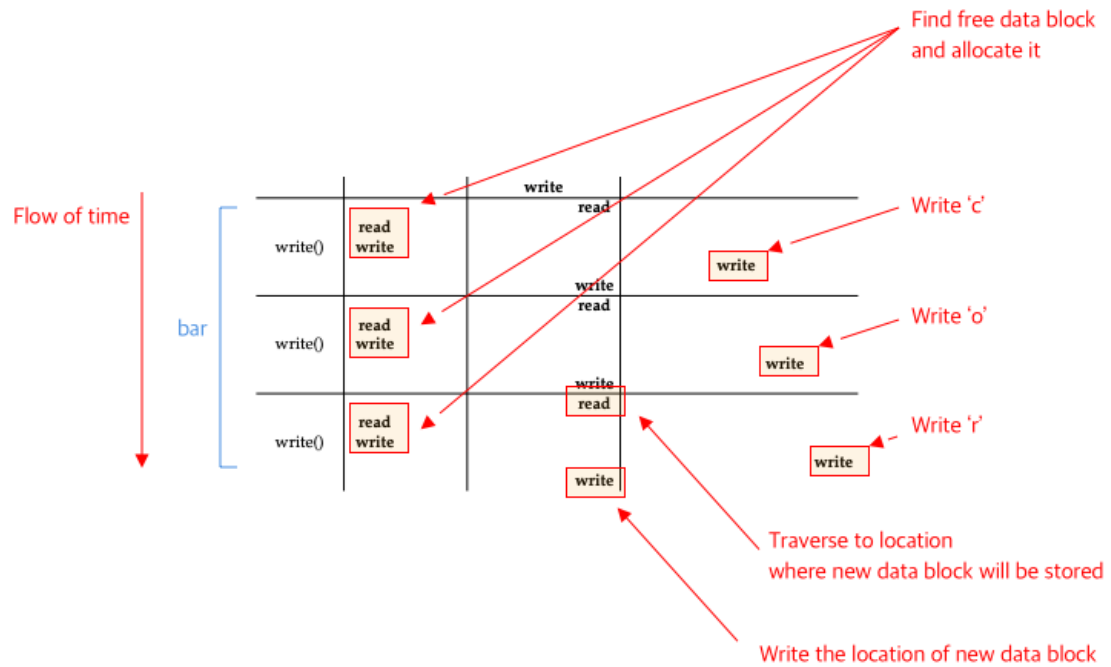 Find free data block
and allocate it
write
Flow of time
read
Write ‘c’
read
write
write()
write
write
read
bar
Write ‘o’
read
write
write()
write
write
read
read
write
Write ‘r’
write()
write
write
Traverse to location
where new data block will be stored
Write the location of new data block